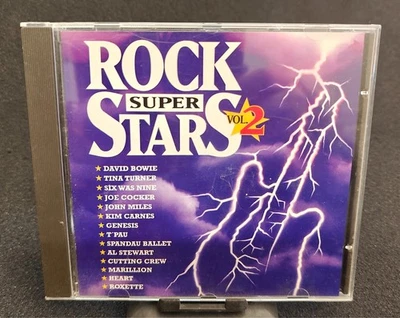 ROCK
SUPER
STARS VOL. 2
DAVID BOWIE
TINA TURNER
SIX WAS NINE
JOE COCKER
JOHN MILES
KIM CARNES
GENESIS
T'PAU
SPANDAU BALLET
AL STEWART
CUTTING CREW
MARILLION
HEART
ROXETTE